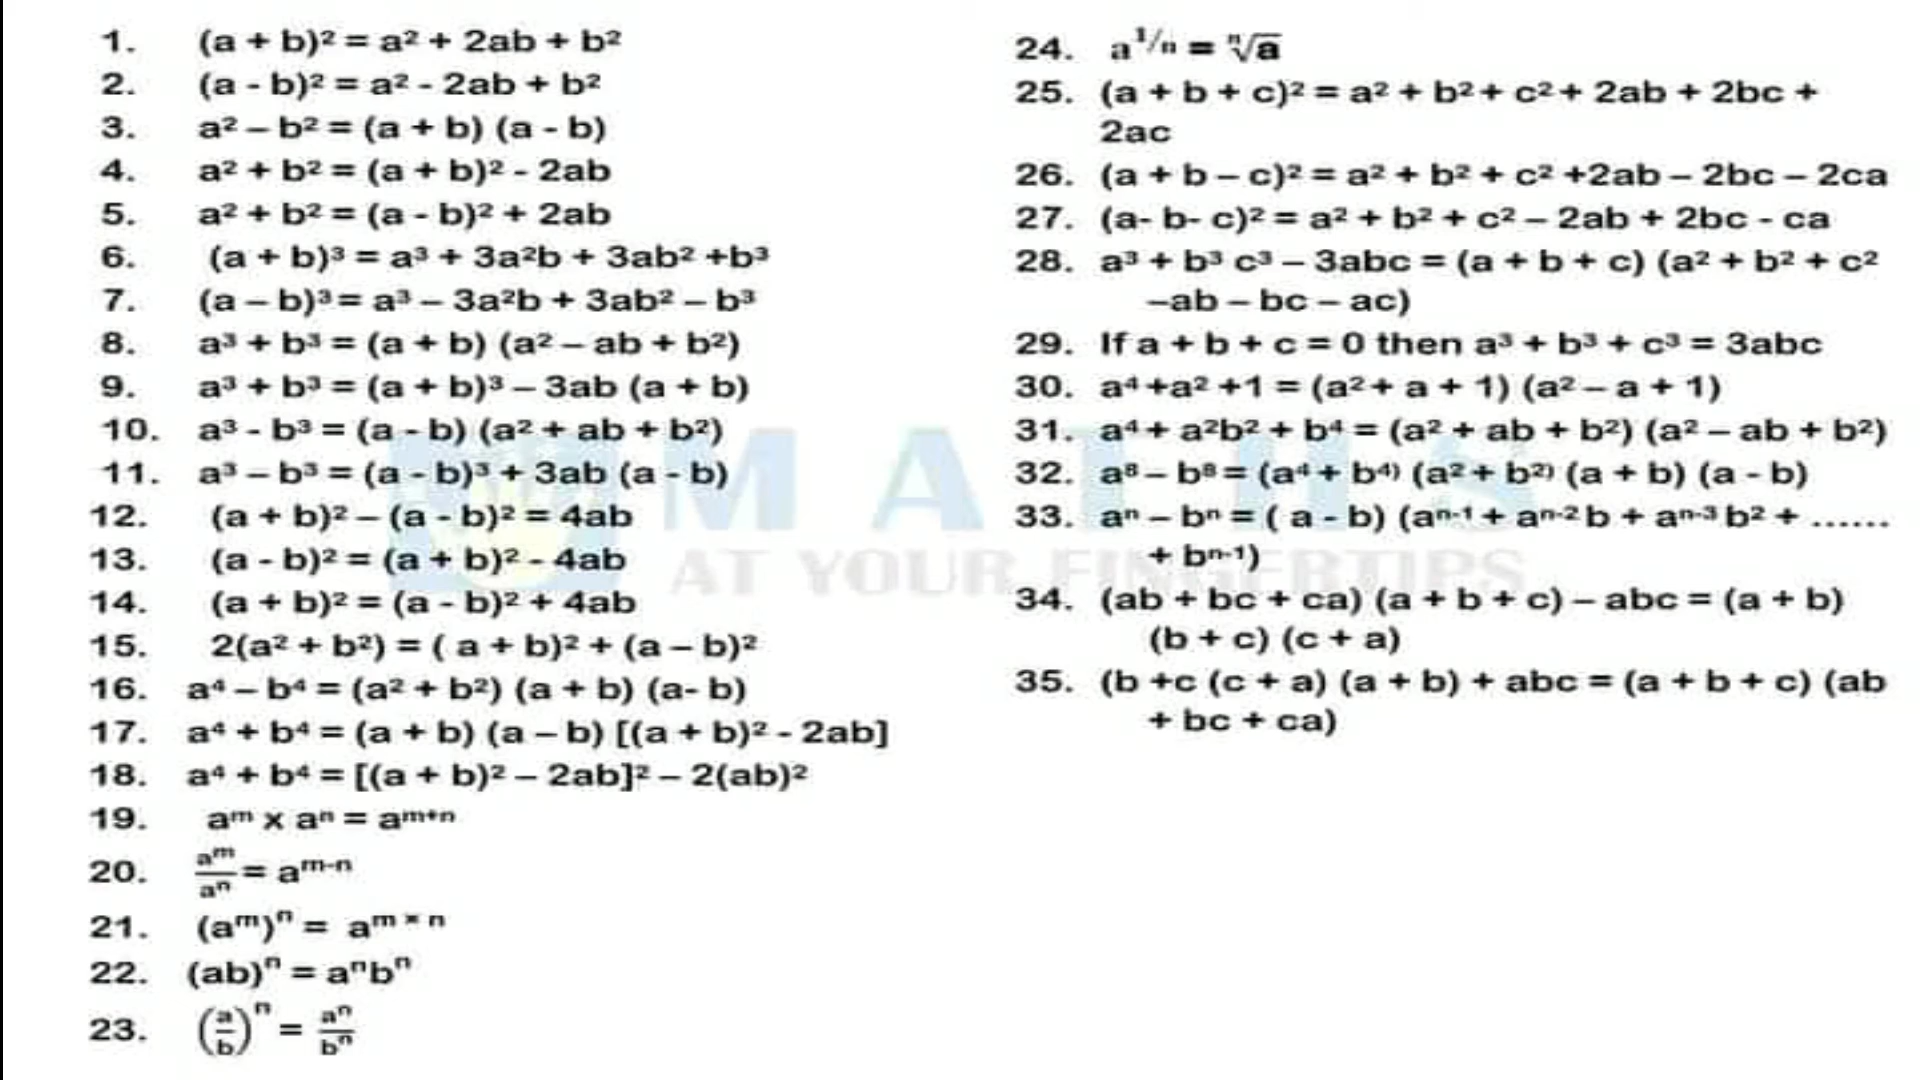 1. (a + b)² = a² + 2ab + b²
2. (a - b)² = a² - 2ab + b²
3. a² – b² = (a + b) (a - b)
4. a² + b² = (a + b)² - 2ab
5. a² + b² = (a - b)² + 2ab
6. (a + b)³ = a³ + 3a²b + 3ab² +b³
7. (a – b)³ = a³ – 3a²b + 3ab² – b³
8. a³ + b³ = (a + b) (a² – ab + b²)
9. a³ + b³ = (a + b)³ – 3ab (a + b)
10. a³ - b³ = (a - b) (a² + ab + b²)
11. a³ – b³ = (a - b)³ + 3ab (a - b)
12. (a + b)² – (a - b)² = 4ab
13. (a - b)² = (a + b)² - 4ab
14. (a + b)² = (a - b)² + 4ab
15. 2(a² + b²) = ( a + b)² + (a – b)²
16. a⁴ – b⁴ = (a² + b²) (a + b) (a- b)
17. a⁴ + b⁴ = (a + b) (a – b) [(a + b)² - 2ab]
18. a⁴ + b⁴ = [(a + b)² – 2ab]² – 2(ab)²
19. aᵐ x aⁿ = aᵐ⁺ⁿ
20. aᵐ/aⁿ = aᵐ⁻ⁿ
21. (aᵐ)ⁿ = aᵐ ˣ ⁿ
22. (ab)ⁿ = aⁿbⁿ
23. (a/b)ⁿ = aⁿ/bⁿ
24. a¹/ⁿ = ⁿ√a
25. (a + b + c)² = a² + b² + c² + 2ab + 2bc +
2ac
26. (a + b – c)² = a² + b² + c² +2ab – 2bc – 2ca
27. (a- b- c)² = a² + b² + c² – 2ab + 2bc - ca
28. a³ + b³ c³ – 3abc = (a + b + c) (a² + b² + c²
–ab – bc – ac)
29. If a + b + c = 0 then a³ + b³ + c³ = 3abc
30. a⁴ +a² +1 = (a² + a + 1) (a² – a + 1)
31. a⁴ + a²b² + b⁴ = (a² + ab + b²) (a² – ab + b²)
32. a⁸ – b⁸ = (a⁴ + b⁴⁾ (a² + b²⁾ (a + b) (a - b)
33. aⁿ – bⁿ = ( a - b) (aⁿ⁻¹ + aⁿ⁻² b + aⁿ⁻³ b² + ......
+ bⁿ⁻¹)
34. (ab + bc + ca) (a + b + c) – abc = (a + b)
(b + c) (c + a)
35. (b +c (c + a) (a + b) + abc = (a + b + c) (ab
+ bc + ca)
MATHS
AT YOUR FINGERTIPS